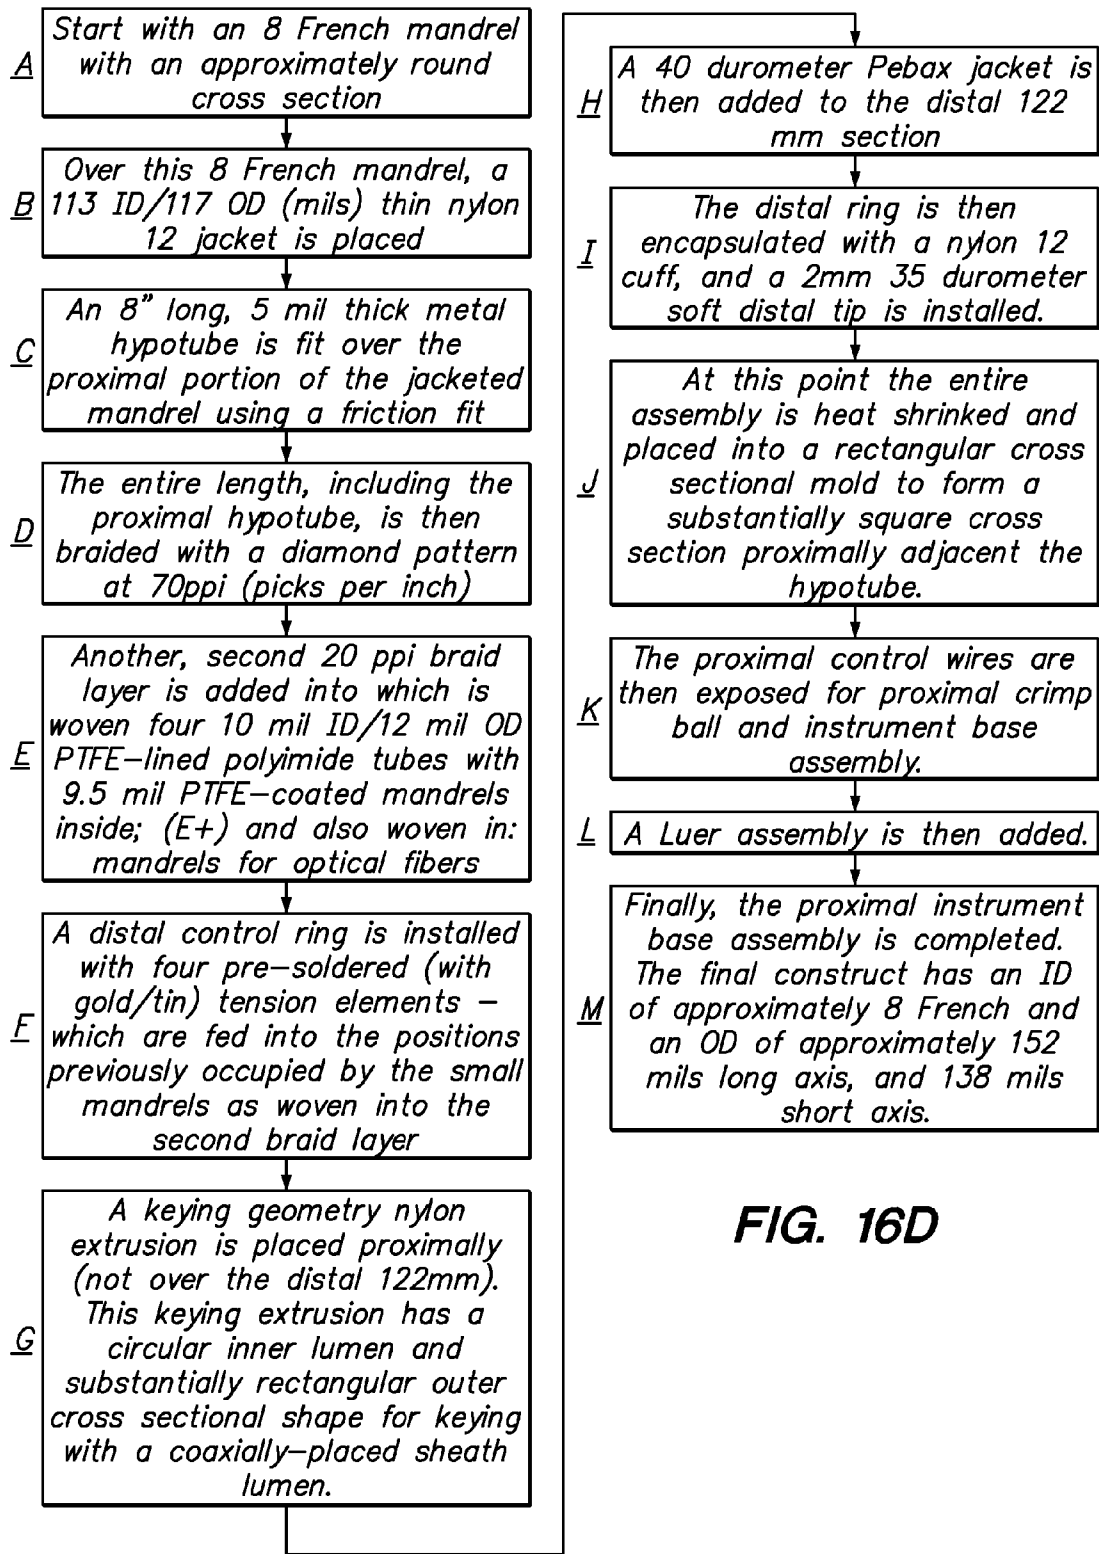 A
Start with an 8 French mandrel
with an approximately round
cross section
B
Over this 8 French mandrel, a
113 ID/117 OD (mils) thin nylon
12 jacket is placed
C
An 8" long, 5 mil thick metal
hypotube is fit over the
proximal portion of the jacketed
mandrel using a friction fit
D
The entire length, including the
proximal hypotube, is then
braided with a diamond pattern
at 70ppi (picks per inch)
E
Another, second 20 ppi braid
layer is added into which is
woven four 10 mil ID/12 mil OD
PTFE-lined polyimide tubes with
9.5 mil PTFE-coated mandrels
inside; (E+) and also woven in:
mandrels for optical fibers
F
A distal control ring is installed
with four pre-soldered (with
gold/tin) tension elements -
which are fed into the positions
previously occupied by the small
mandrels as woven into the
second braid layer
G
A keying geometry nylon
extrusion is placed proximally
(not over the distal 122mm).
This keying extrusion has a
circular inner lumen and
substantially rectangular outer
cross sectional shape for keying
with a coaxially-placed sheath
lumen.
H
A 40 durometer Pebax jacket is
then added to the distal 122
mm section
I
The distal ring is then
encapsulated with a nylon 12
cuff, and a 2mm 35 durometer
soft distal tip is installed.
J
At this point the entire
assembly is heat shrinked and
placed into a rectangular cross
sectional mold to form a
substantially square cross
section proximally adjacent the
hypotube.
K
The proximal control wires are
then exposed for proximal crimp
ball and instrument base
assembly.
L
A Luer assembly is then added.
M
Finally, the proximal instrument
base assembly is completed.
The final construct has an ID
of approximately 8 French and
an OD of approximately 152
mils long axis, and 138 mils
short axis.
FIG. 16D